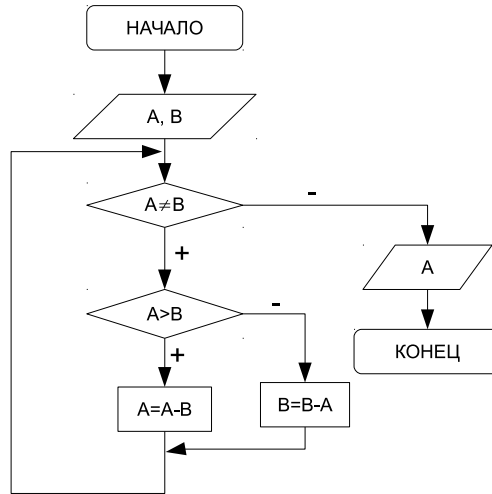 НАЧАЛО
A, B
A≠B
-
+
A
A>B
-
+
КОНЕЦ
A=A-B
B=B-A